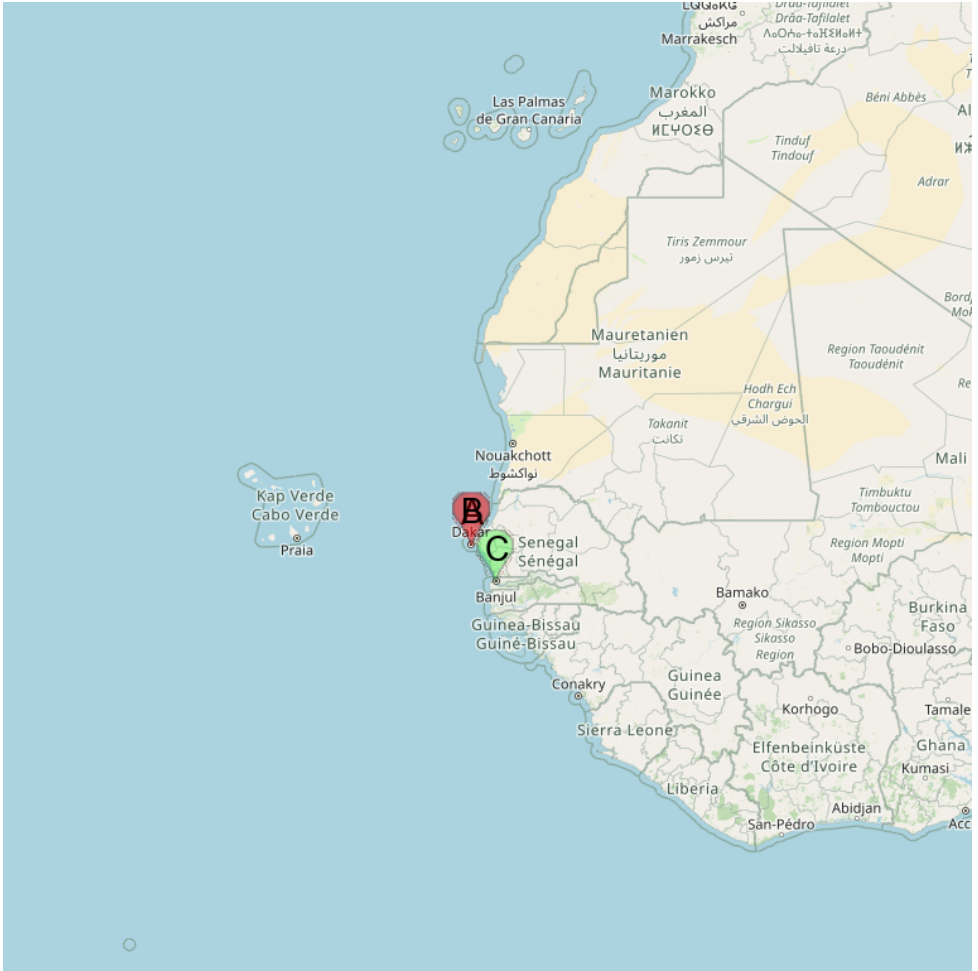 مراكش
Marrakesch
Drâa-Tafilalet
درعة تافيلالت
Marokko
المغرب
ⵍⵎⵖⵔⵉⴱ
Béni Abbès
Tinduf
Tindouf
Adrar
Las Palmas
de Gran Canaria
Tiris Zemmour
تيرس زمور
Mauretanien
موريتانيا
Mauritanie
Region Taoudénit
Taoudénit
Hodh Ech
Chargui
الحوض الشرقي
Takanit
تكانت
Nouakchott
نواكشوط
Mali
Timbuktu
Tombouctou
Kap Verde
Cabo Verde
Praia
B
Dakar
C
Senegal
Sénégal
Region Mopti
Mopti
Banjul
Bamako
Guinea-Bissau
Guiné-Bissau
Region Sikasso
Sikasso
Region
Burkina
Faso
Bobo-Dioulasso
Conakry
Guinea
Guinée
Korhogo
Tamale
Sierra Leone
Elfenbeinküste
Côte d'Ivoire
Ghana
Kumasi
Liberia
Abidjan
San-Pédro
Acc